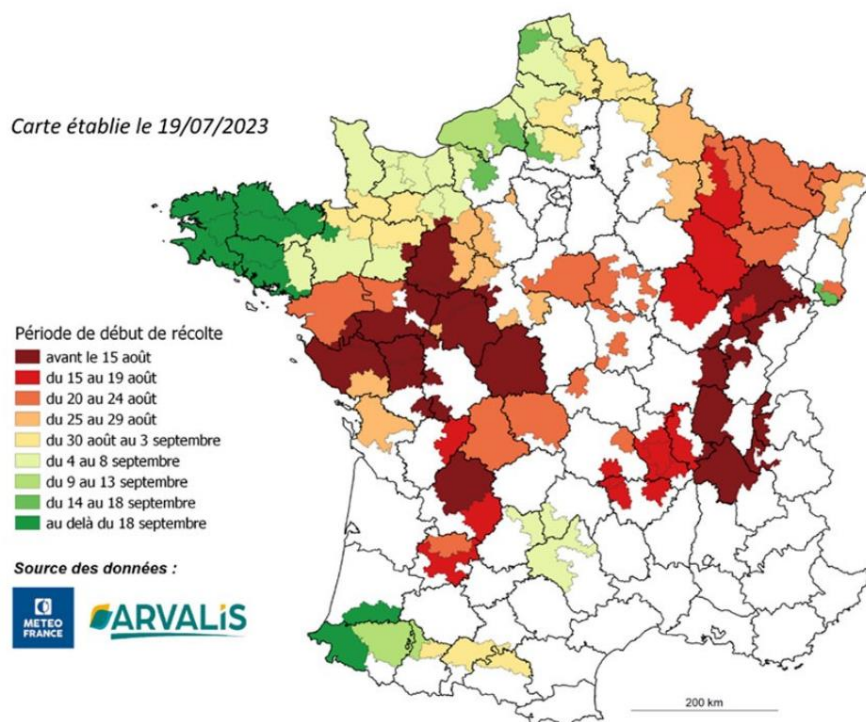 Carte établie le 19/07/2023
Période de début de récolte
avant le 15 août
du 15 au 19 août
du 20 au 24 août
du 25 au 29 août
du 30 août au 3 septembre
du 4 au 8 septembre
du 9 au 13 septembre
du 14 au 18 septembre
au delà du 18 septembre
Source des données :
METEO
FRANCE
ARVALIS
200 km